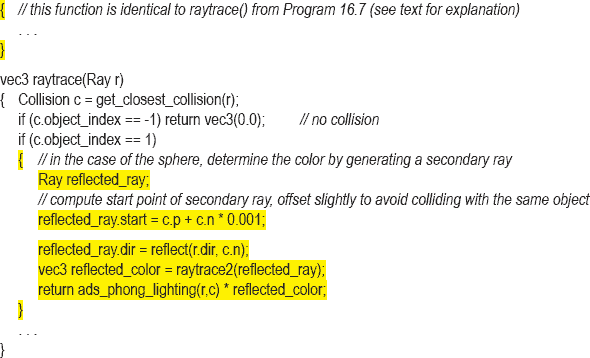 { // this function is identical to raytrace() from Program 16.7 (see text for explanation)
. . .
}
vec3 raytrace(Ray r)
{ Collision c = get_closest_collision(r);
if (c.object_index == -1) return vec3(0.0); // no collision
if (c.object_index == 1)
{ // in the case of the sphere, determine the color by generating a secondary ray
Ray reflected_ray;
// compute start point of secondary ray, offset slightly to avoid colliding with the same object
reflected_ray.start = c.p + c.n * 0.001;
reflected_ray.dir = reflect(r.dir, c.n);
vec3 reflected_color = raytrace2(reflected_ray);
return ads_phong_lighting(r,c) * reflected_color;
}
. . .
}